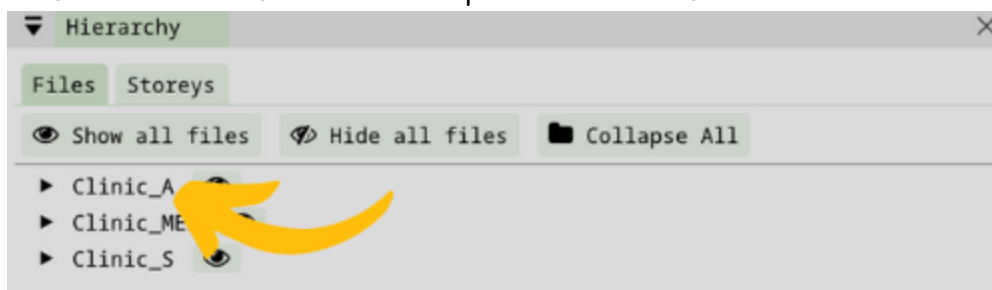 Hierarchy
Files Storeys
Show all files Hide all files Collapse All
Clinic_A
Clinic_ME
Clinic_S